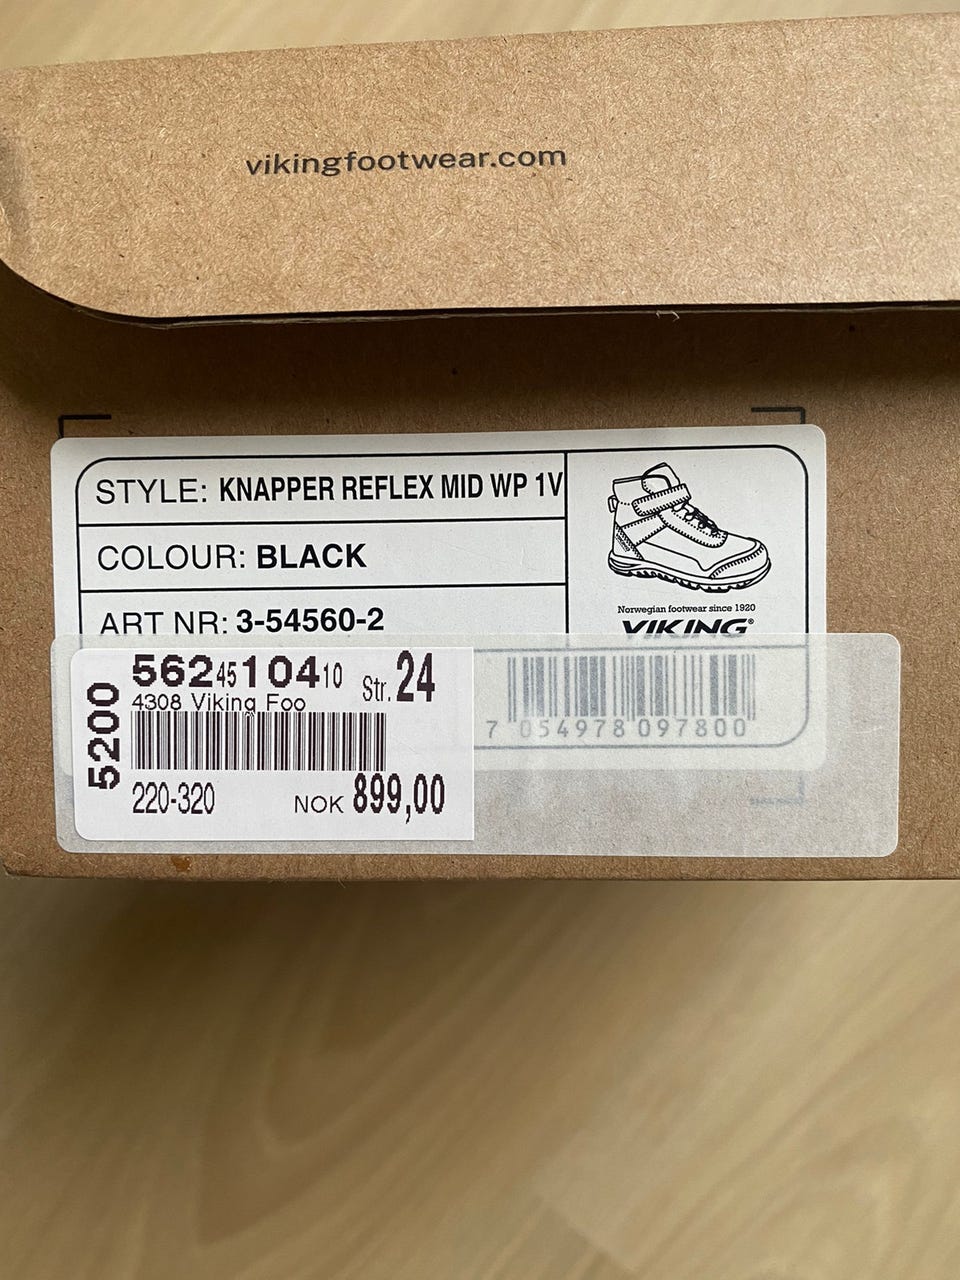 vikingfootwear.com
STYLE: KNAPPER REFLEX MID WP 1V
COLOUR: BLACK
ART NR: 3-54560-2
Norwegian footwear since 1920
VIKING®
5624510410 Str. 24
4308 Viking Foo
5200
220-320 NOK 899,00
7 054978 097800